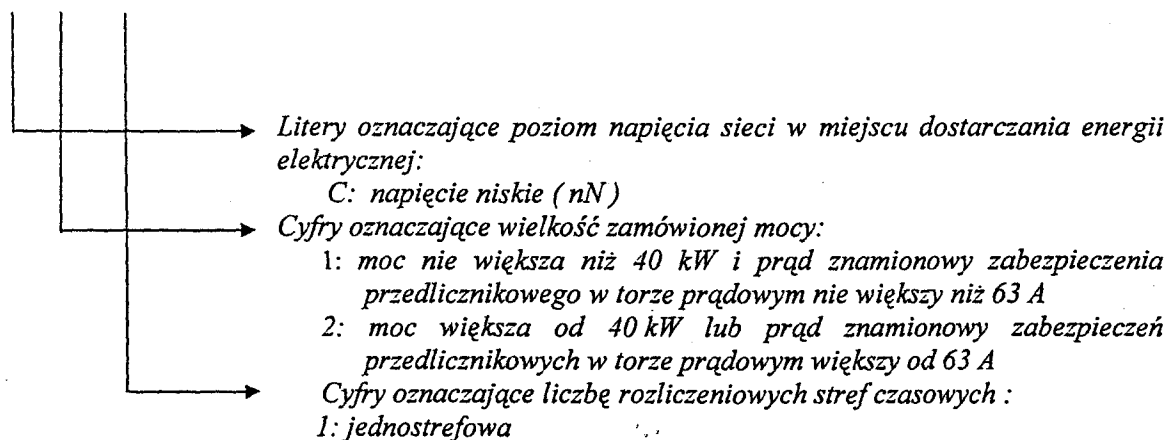 Litery oznaczające poziom napięcia sieci w miejscu dostarczania energii
elektrycznej:
C: napięcie niskie ( nN )
Cyfry oznaczające wielkość zamówionej mocy:
1: moc nie większa niż 40 kW i prąd znamionowy zabezpieczenia
przedlicznikowego w torze prądowym nie większy niż 63 A
2: moc większa od 40 kW lub prąd znamionowy zabezpieczeń
przedlicznikowych w torze prądowym większy od 63 A
Cyfry oznaczające liczbę rozliczeniowych stref czasowych :
1: jednostrefowa